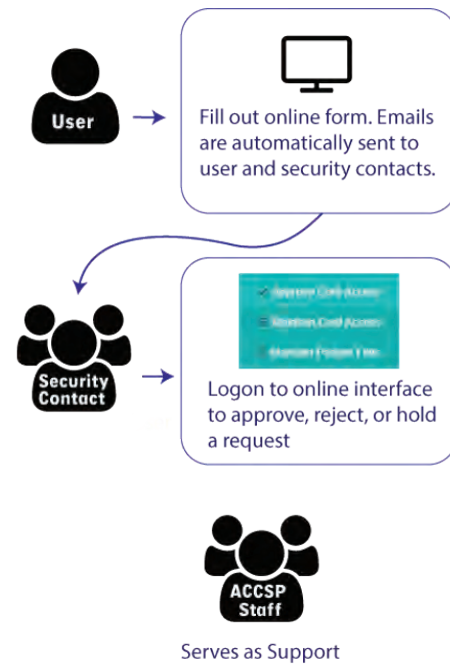 User
Fill out online form. Emails
are automatically sent to
user and security contacts.
Security
Contact
Logon to online interface
to approve, reject, or hold
a request
ACCSP
Staff
Serves as Support